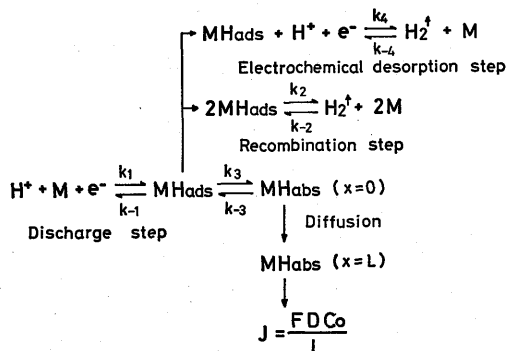 MHads + H⁺ + e⁻ k₄ ⇌ k₋₄ H₂↑ + M
Electrochemical desorption step
2MHads k₂ ⇌ k₋₂ H₂↑ + 2M
Recombination step
H⁺ + M + e⁻ k₁ ⇌ k₋₁ MHads k₃ ⇌ k₋₃ MHabs (x=0)
Discharge step
Diffusion
MHabs (x=L)
J = FDCo